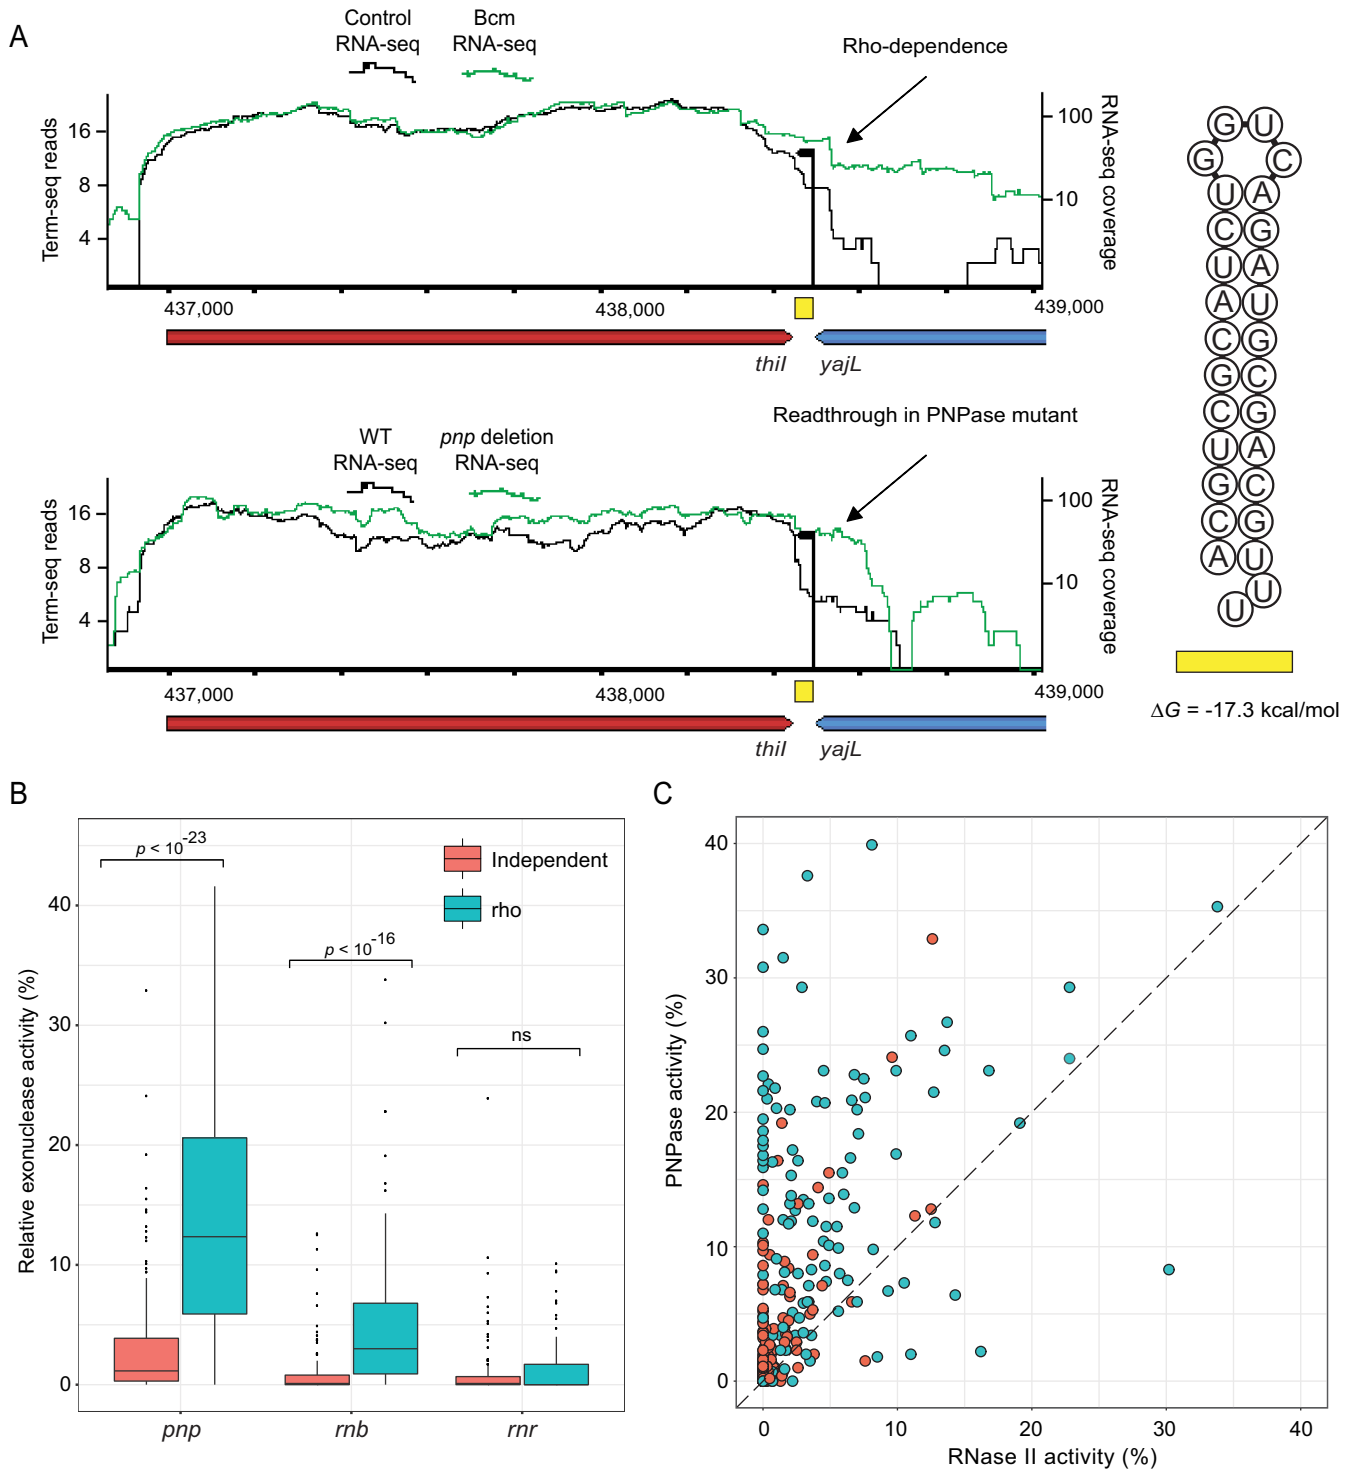 A
Control
RNA-seq
Bcm
RNA-seq
Rho-dependence
Term-seq reads
16
8
4
100
10
RNA-seq coverage
437,000
438,000
439,000
thiI
yajL
WT
RNA-seq
pnp deletion
RNA-seq
Readthrough in PNPase mutant
Term-seq reads
16
8
4
100
10
RNA-seq coverage
437,000
438,000
439,000
thiI
yajL
G U
G C
U A
C G
U A
A U
C G
G C
C G
U A
G C
C G
A U
U
U
ΔG = -17.3 kcal/mol
B
p < 10-23
p < 10-16
ns
Independent
rho
Relative exonuclease activity (%)
40
30
20
10
0
pnp
rnb
rnr
C
PNPase activity (%)
40
30
20
10
0
0
10
20
30
40
RNase II activity (%)